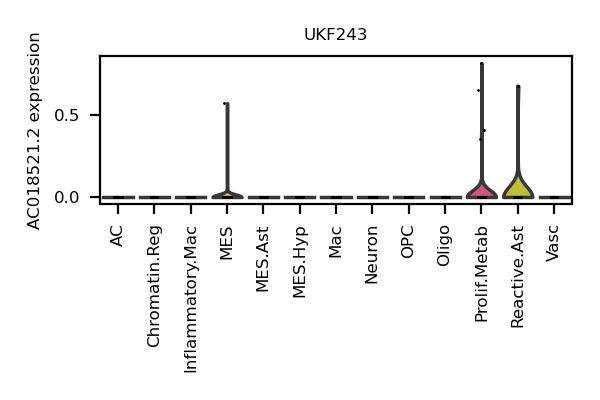 UKF243
AC018521.2 expression
0.5
0.0
AC
Chromatin.Reg
Inflammatory.Mac
MES
MES.Ast
MES.Hyp
Mac
Neuron
OPC
Oligo
Prolif.Metab
Reactive.Ast
Vasc